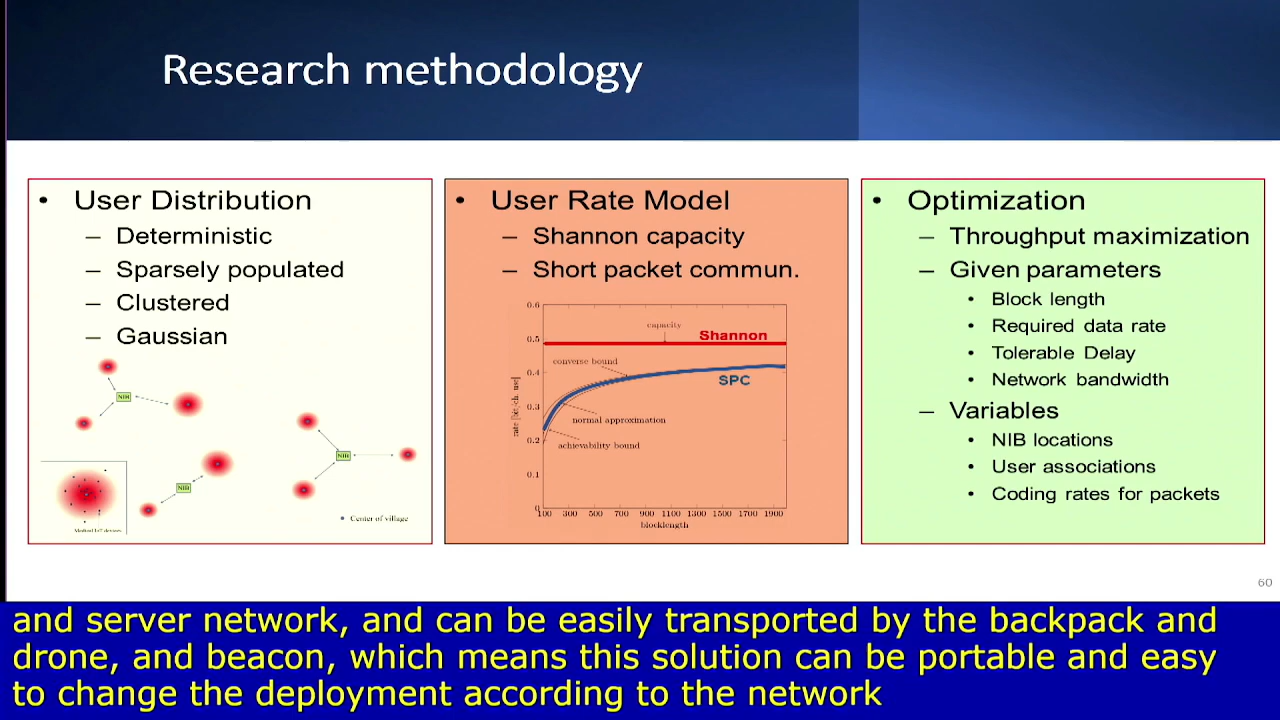 Research methodology
• User Distribution
– Deterministic
– Sparsely populated
– Clustered
– Gaussian
NIB
NIB
NIB
Center of village
Medical IoT devices
• User Rate Model
– Shannon capacity
– Short packet commun.
0.6
0.5
0.4
0.3
0.2
0.1
0
rate [bit/ch. use]
capacity
Shannon
converse bound
SPC
normal approximation
achievability bound
100 300 500 700 900 1100 1300 1500 1700 1900
blocklength
• Optimization
– Throughput maximization
– Given parameters
• Block length
• Required data rate
• Tolerable Delay
• Network bandwidth
– Variables
• NIB locations
• User associations
• Coding rates for packets
60
and server network, and can be easily transported by the backpack and
drone, and beacon, which means this solution can be portable and easy
to change the deployment according to the network